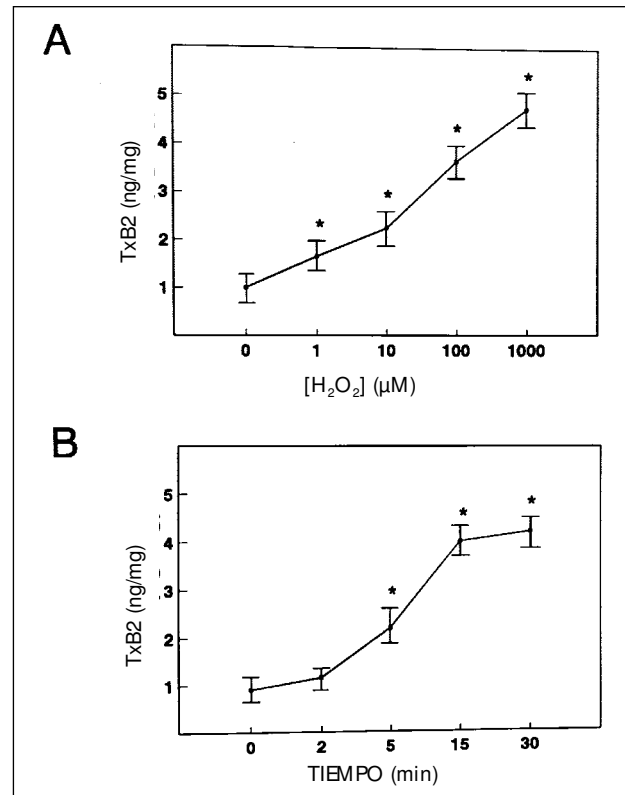 A
TxB2 (ng/mg)
5
4
3
2
1
* * * * *
0 1 10 100 1000
[H₂O₂] (µM)
B
TxB2 (ng/mg)
5
4
3
2
1
* * *
0 2 5 15 30
TIEMPO (min)